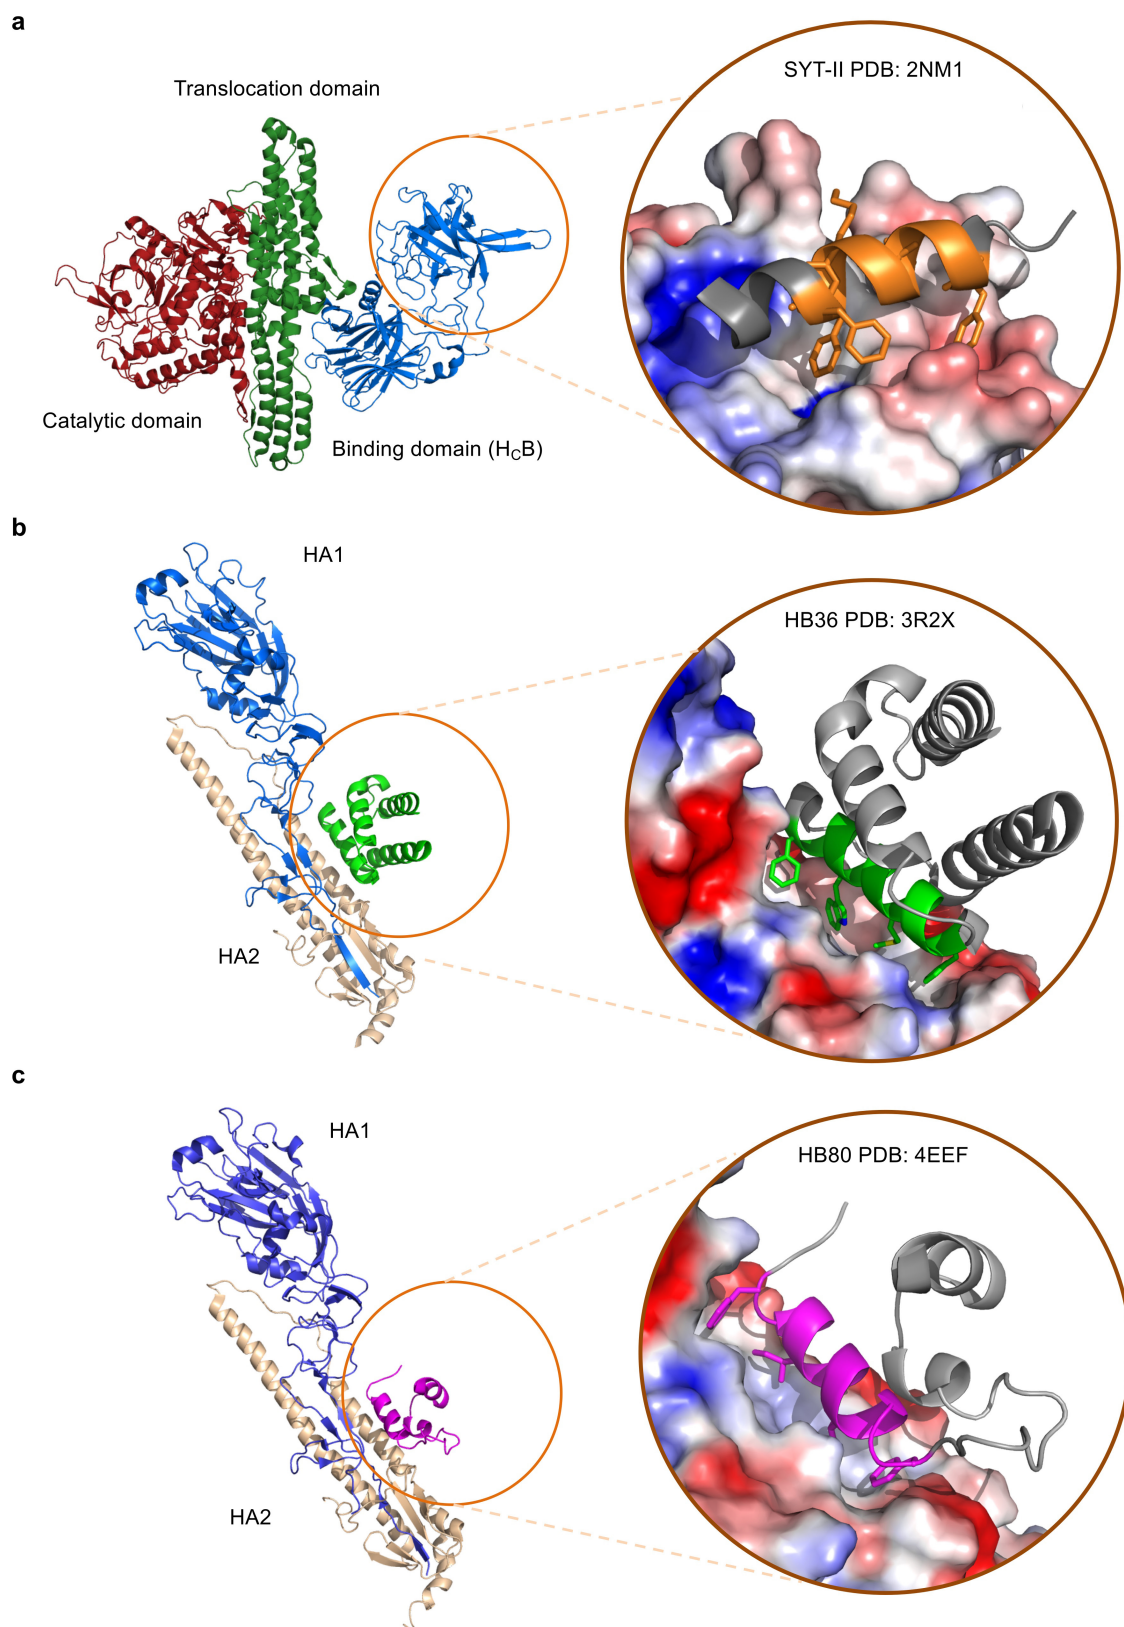 a
SYT-II PDB: 2NM1
Translocation domain
Catalytic domain
Binding domain (HCB)
b
HA1
HB36 PDB: 3R2X
HA2
c
HA1
HB80 PDB: 4EEF
HA2